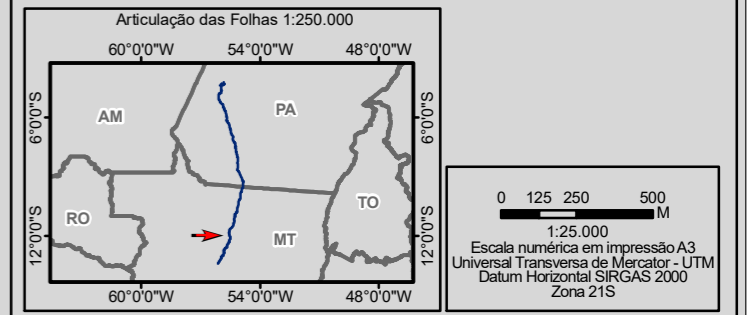 Articulação das Folhas 1:250.000
60°0'0"W 54°0'0"W 48°0'0"W
6°0'0"S AM PA 6°0'0"S
RO TO
12°0'0"S MT 12°0'0"S
60°0'0"W 54°0'0"W 48°0'0"W
0 125 250 500
M
1:25.000
Escala numérica em impressão A3
Universal Transversa de Mercator - UTM
Datum Horizontal SIRGAS 2000
Zona 21S